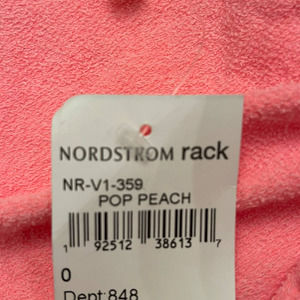 NORDSTROM rack
NR-V1-359
POP PEACH
1 92512 38613 7
0
Dept:848